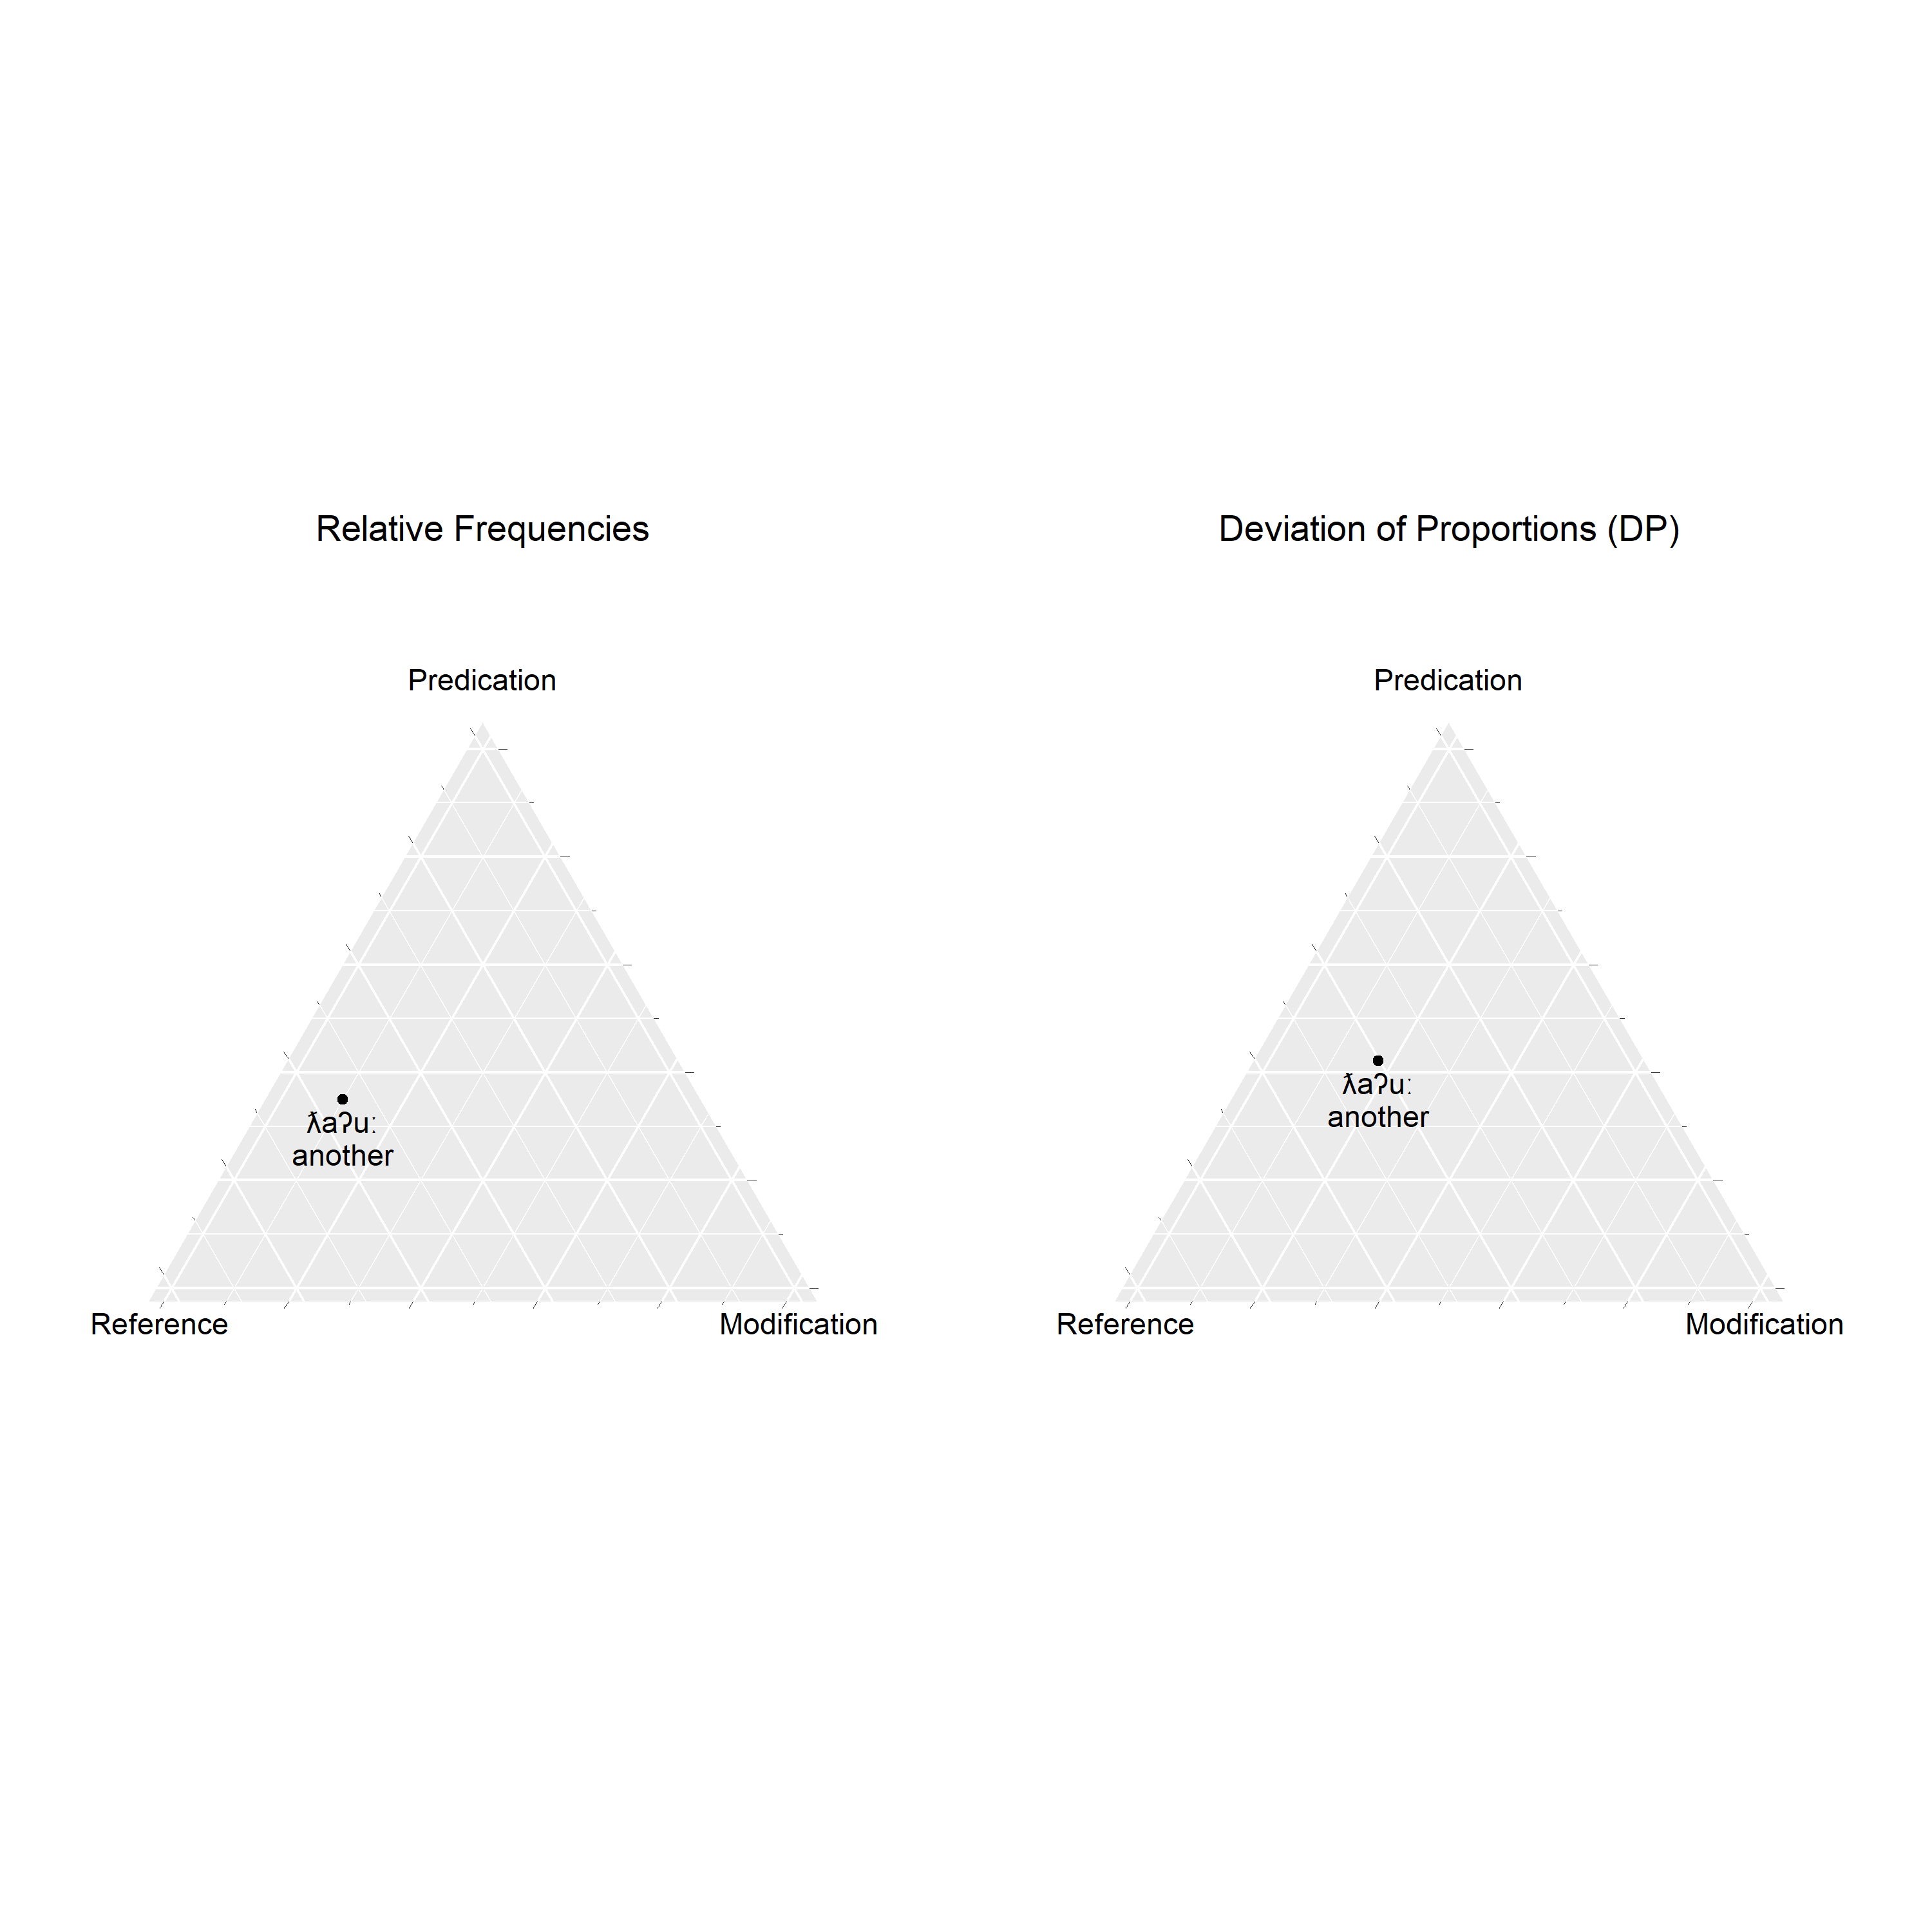 Relative Frequencies
Predication
ƛaʔuː
another
Reference
Modification
Deviation of Proportions (DP)
Predication
ƛaʔuː
another
Reference
Modification